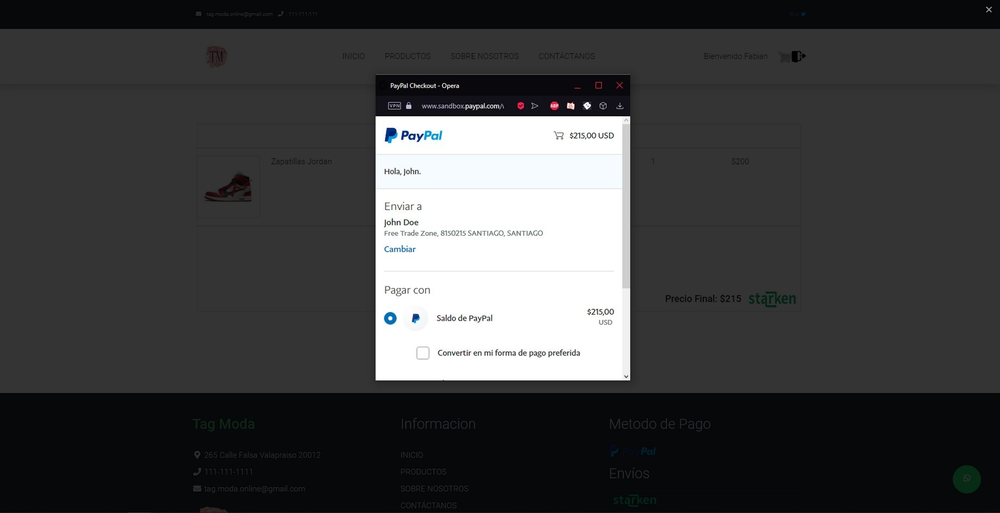 tag.moda.online@gmail.com 111-111-111
TM
INICIO PRODUCTOS SOBRE NOSOTROS CONTÁCTANOS
Bienvenido Fabian
PayPal Checkout - Opera
VPN www.sandbox.paypal.com/ ABP
PayPal $215,00 USD
Hola, John.
Zapatillas Jordan 1 $200
Enviar a
John Doe
Free Trade Zone, 8150215 SANTIAGO, SANTIAGO
Cambiar
Pagar con
Saldo de PayPal $215,00
USD
Convertir en mi forma de pago preferida
Precio Final: $215 starken
Tag Moda
265 Calle Falsa Valapraiso 20012
111-111-1111
tag.moda.online@gmail.com
Informacion
INICIO
PRODUCTOS
SOBRE NOSOTROS
CONTÁCTANOS
Metodo de Pago
PayPal
Envíos
starken